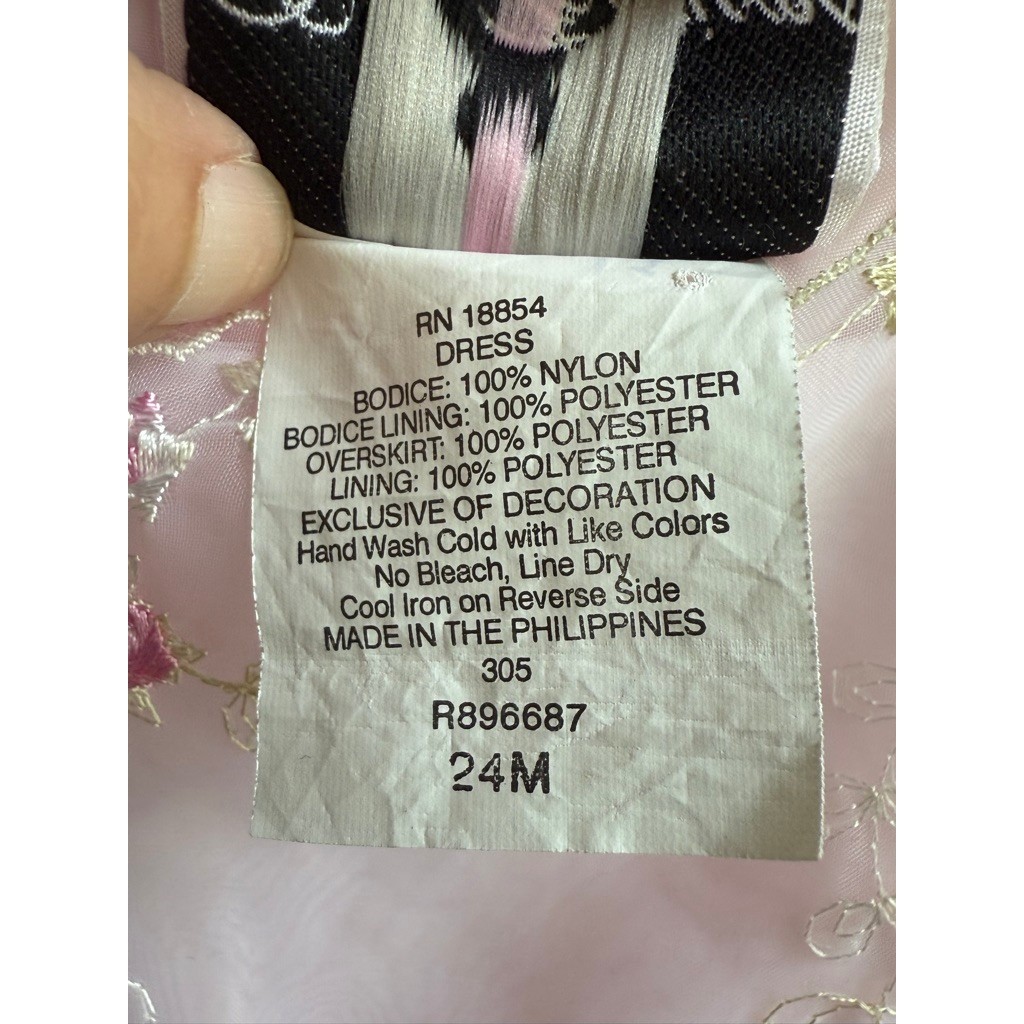 RN 18854
DRESS
BODICE: 100% NYLON
BODICE LINING: 100% POLYESTER
OVERSKIRT: 100% POLYESTER
LINING: 100% POLYESTER
EXCLUSIVE OF DECORATION
Hand Wash Cold with Like Colors
No Bleach, Line Dry
Cool Iron on Reverse Side
MADE IN THE PHILIPPINES
305
R896687
24M